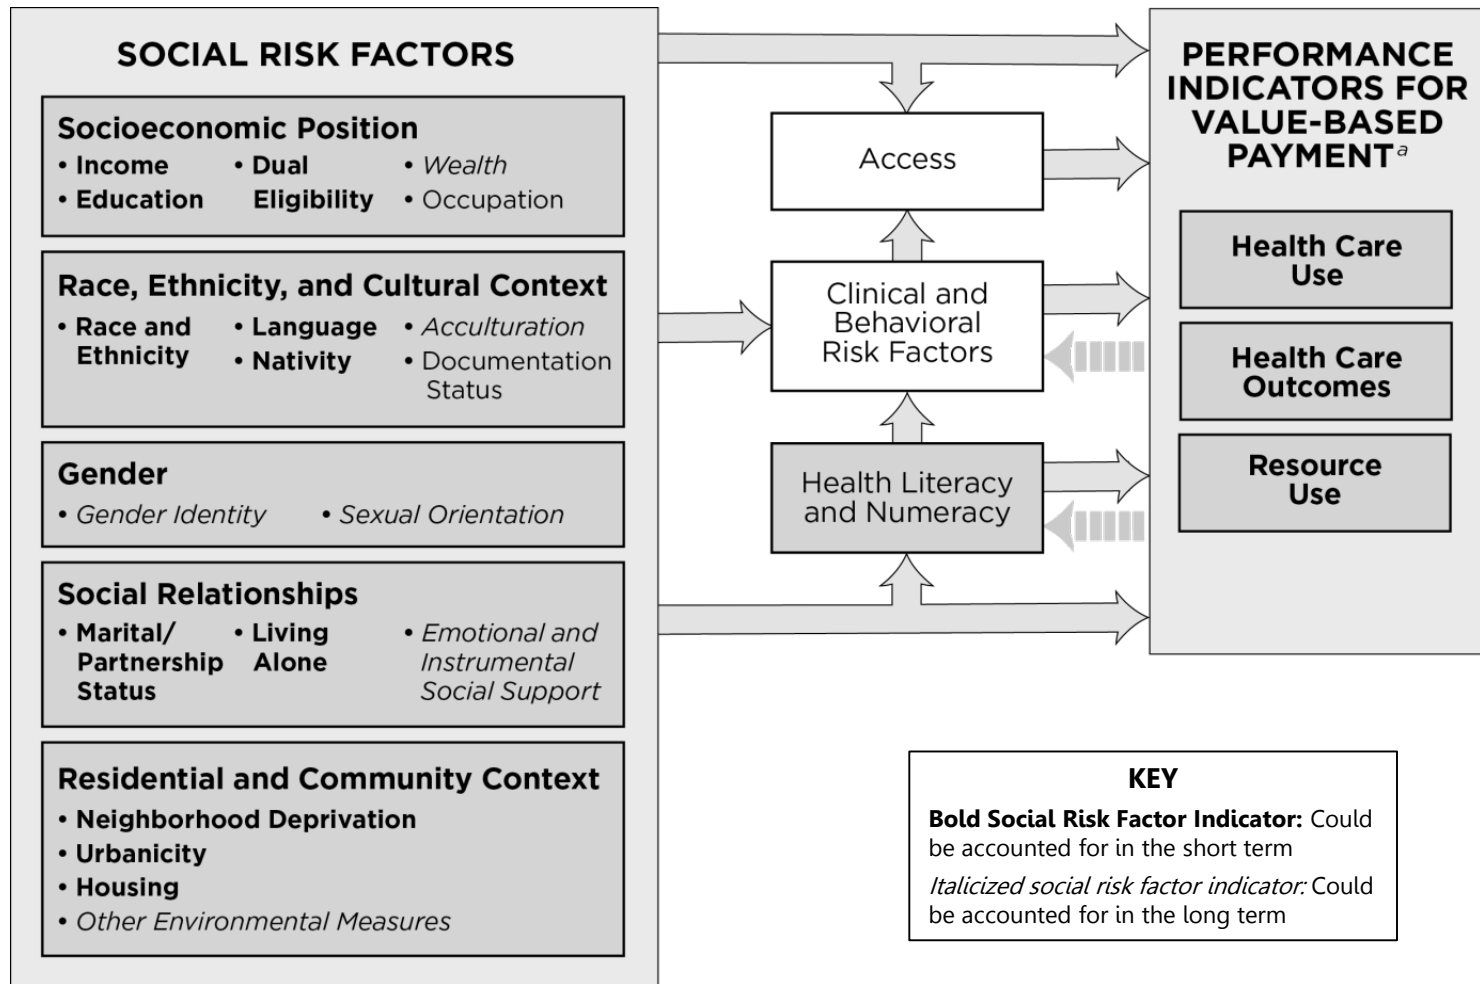 SOCIAL RISK FACTORS
Socioeconomic Position
• Income
• Education
• Dual
Eligibility
• Wealth
• Occupation
Race, Ethnicity, and Cultural Context
• Race and
Ethnicity
• Language
• Nativity
• Acculturation
• Documentation
Status
Gender
• Gender Identity
• Sexual Orientation
Social Relationships
• Marital/
Partnership
Status
• Living
Alone
• Emotional and
Instrumental
Social Support
Residential and Community Context
• Neighborhood Deprivation
• Urbanicity
• Housing
• Other Environmental Measures
Access
Clinical and
Behavioral
Risk Factors
Health Literacy
and Numeracy
PERFORMANCE
INDICATORS FOR
VALUE-BASED
PAYMENTa
Health Care
Use
Health Care
Outcomes
Resource
Use
KEY
Bold Social Risk Factor Indicator: Could
be accounted for in the short term
Italicized social risk factor indicator: Could
be accounted for in the long term